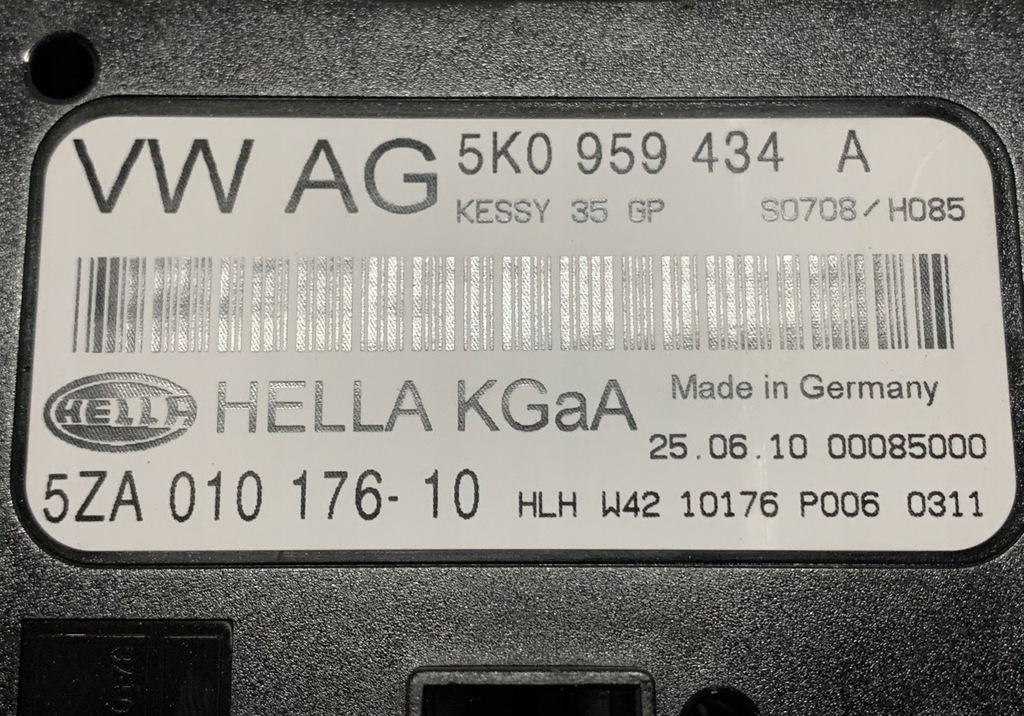 VW AG 5K0 959 434 A
KESSY 35 GP S0708/H085
HELLA HELLA KGaA Made in Germany
25.06.10 00085000
5ZA 010 176-10 HLH W42 10176 P006 0311